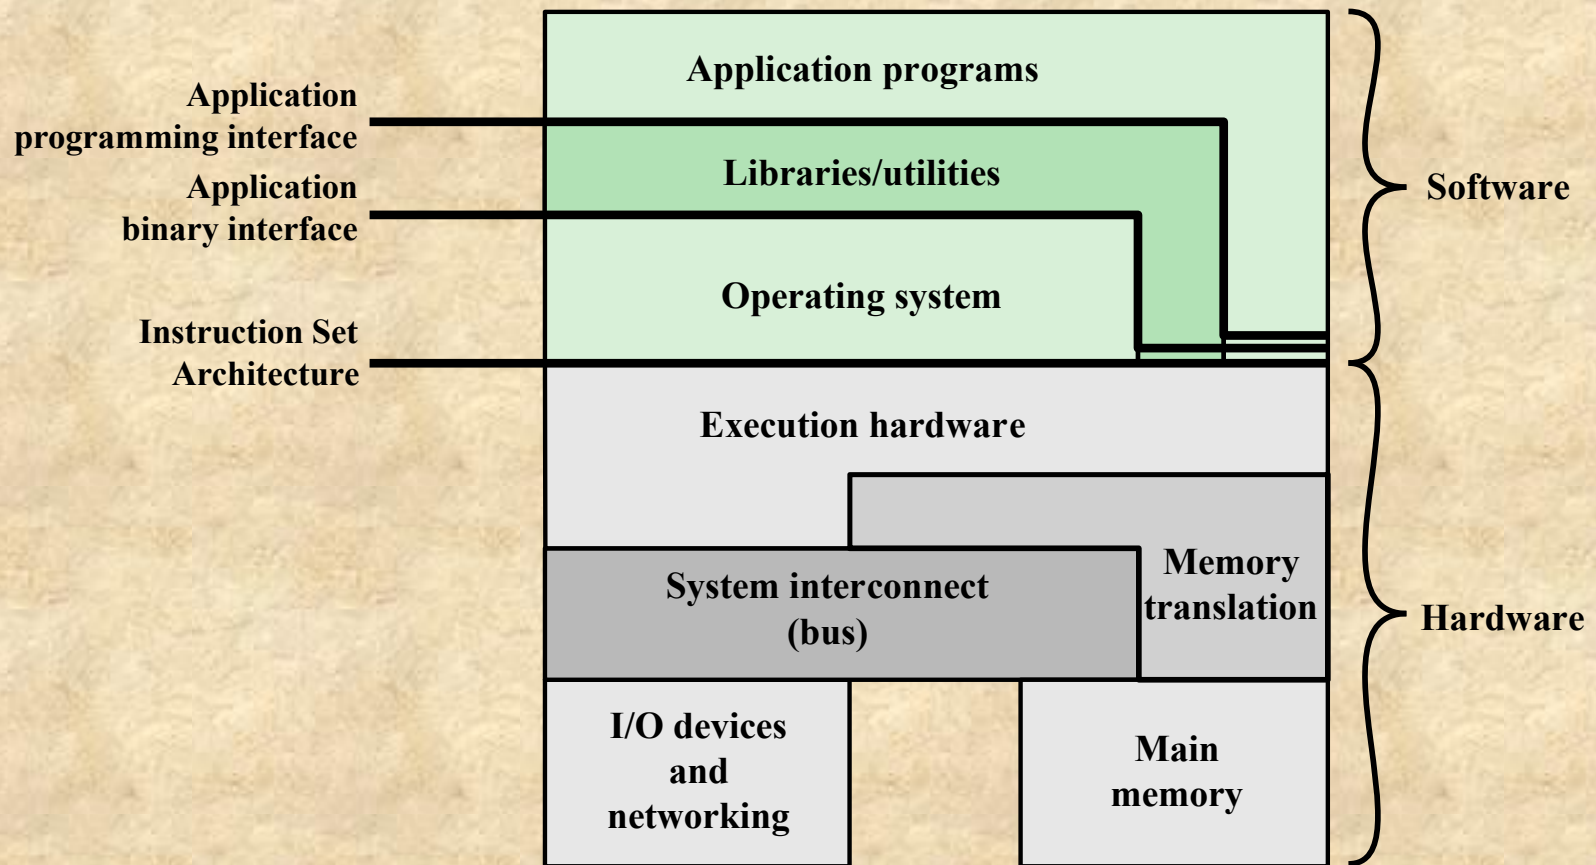 Application programs
Application
programming interface
Libraries/utilities
Application
binary interface
Software
Operating system
Instruction Set
Architecture
Execution hardware
Memory
translation
System interconnect
(bus)
Hardware
I/O devices
and
networking
Main
memory